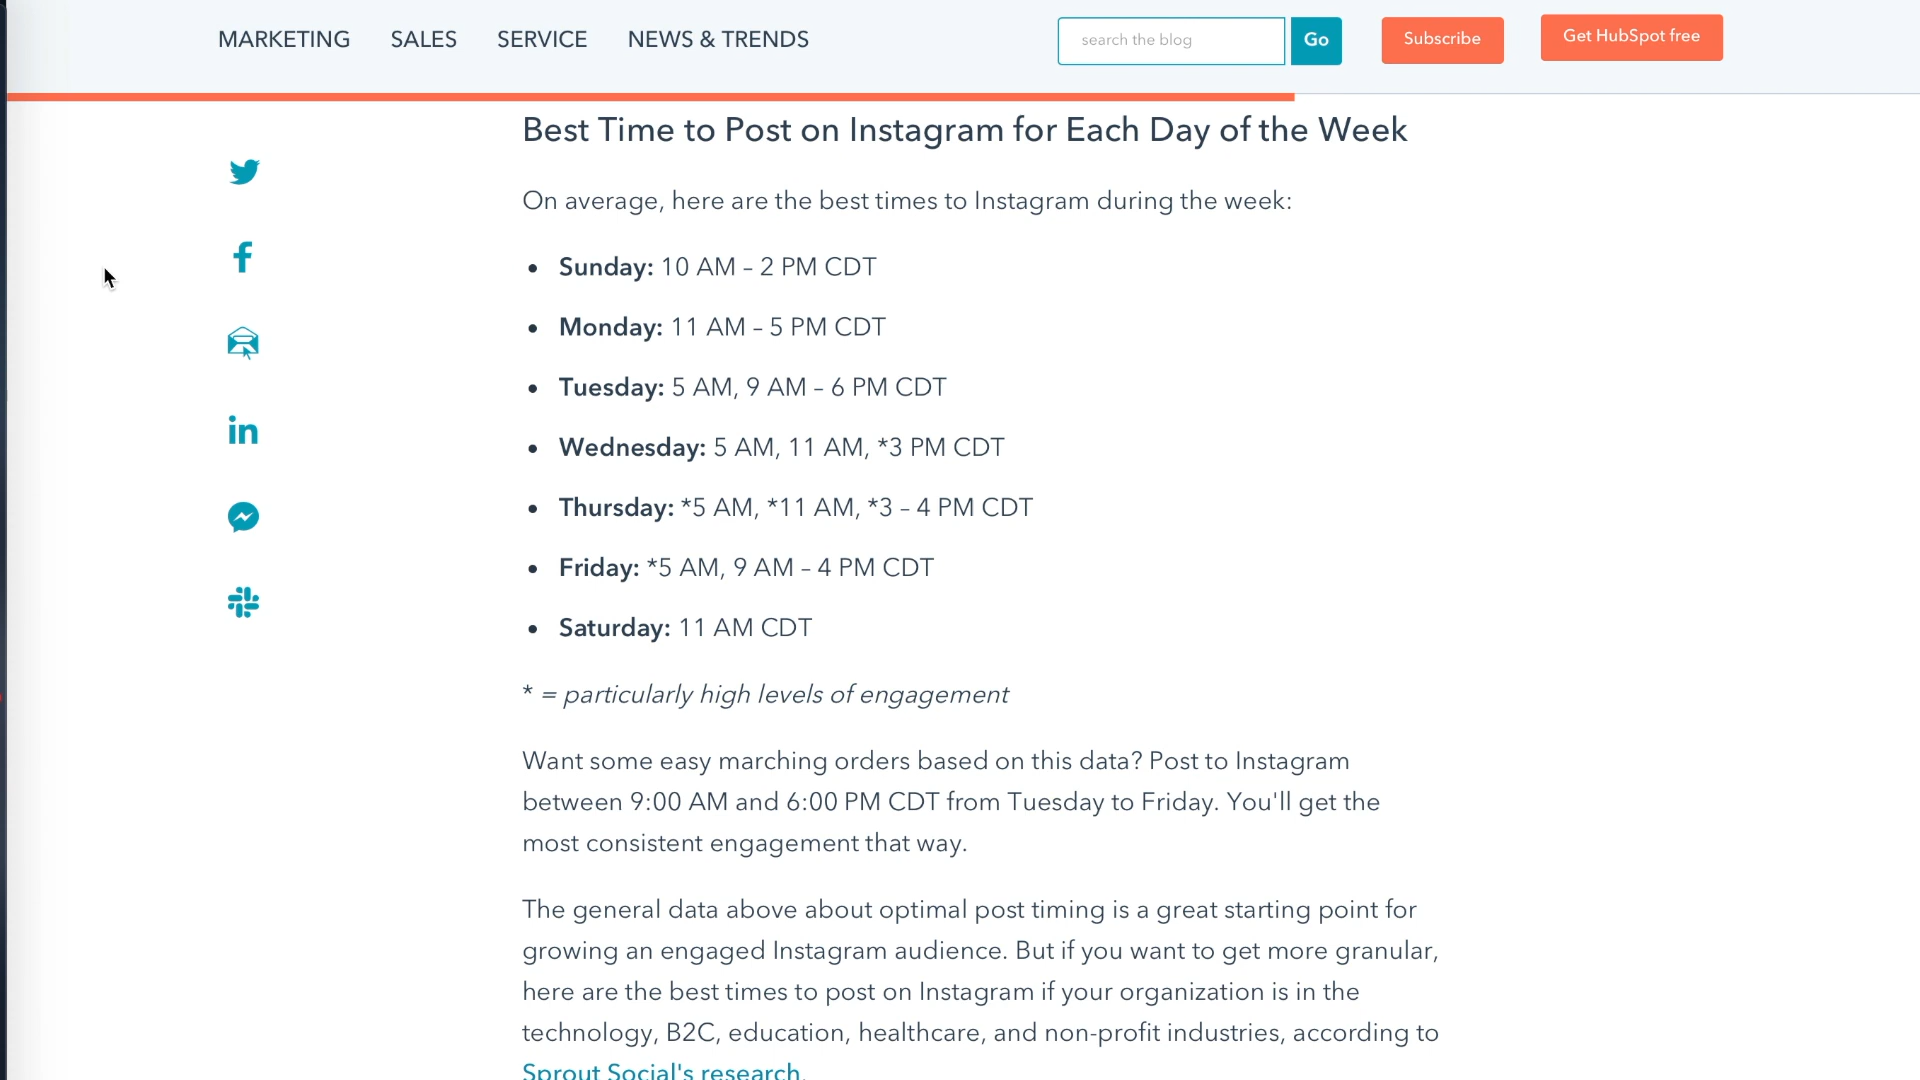 MARKETING SALES SERVICE NEWS & TRENDS search the blog Go Subscribe Get HubSpot free
Best Time to Post on Instagram for Each Day of the Week
On average, here are the best times to Instagram during the week:
• Sunday: 10 AM – 2 PM CDT
• Monday: 11 AM – 5 PM CDT
• Tuesday: 5 AM, 9 AM – 6 PM CDT
• Wednesday: 5 AM, 11 AM, *3 PM CDT
• Thursday: *5 AM, *11 AM, *3 – 4 PM CDT
• Friday: *5 AM, 9 AM – 4 PM CDT
• Saturday: 11 AM CDT
* = particularly high levels of engagement
Want some easy marching orders based on this data? Post to Instagram
between 9:00 AM and 6:00 PM CDT from Tuesday to Friday. You'll get the
most consistent engagement that way.
The general data above about optimal post timing is a great starting point for
growing an engaged Instagram audience. But if you want to get more granular,
here are the best times to post on Instagram if your organization is in the
technology, B2C, education, healthcare, and non-profit industries, according to
Sprout Social's research.